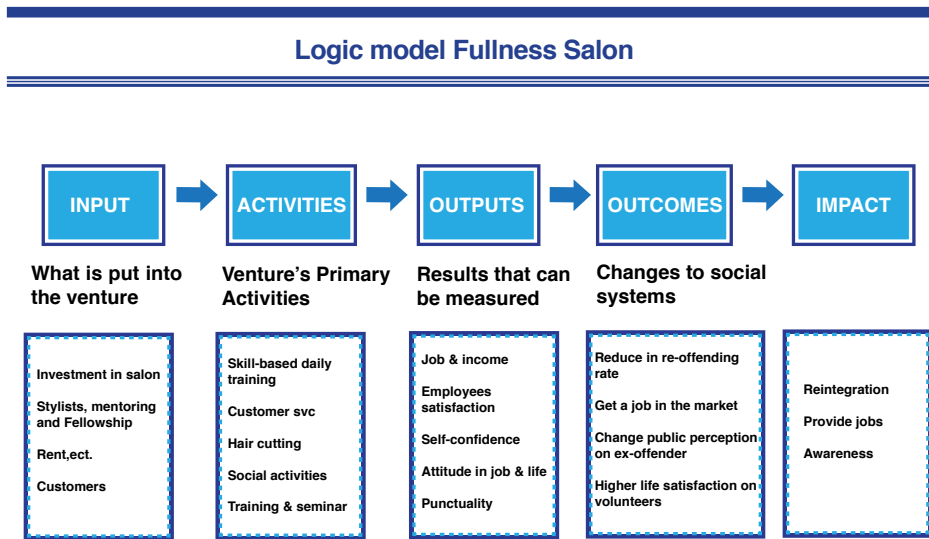 Logic model Fullness Salon
INPUT
ACTIVITIES
OUTPUTS
OUTCOMES
IMPACT
What is put into
the venture
Venture's Primary
Activities
Results that can
be measured
Changes to social
systems
Investment in salon
Stylists, mentoring
and Fellowship
Rent,ect.
Customers
Skill-based daily
training
Customer svc
Hair cutting
Social activities
Training & seminar
Job & income
Employees
satisfaction
Self-confidence
Attitude in job & life
Punctuality
Reduce in re-offending
rate
Get a job in the market
Change public perception
on ex-offender
Higher life satisfaction on
volunteers
Reintegration
Provide jobs
Awareness